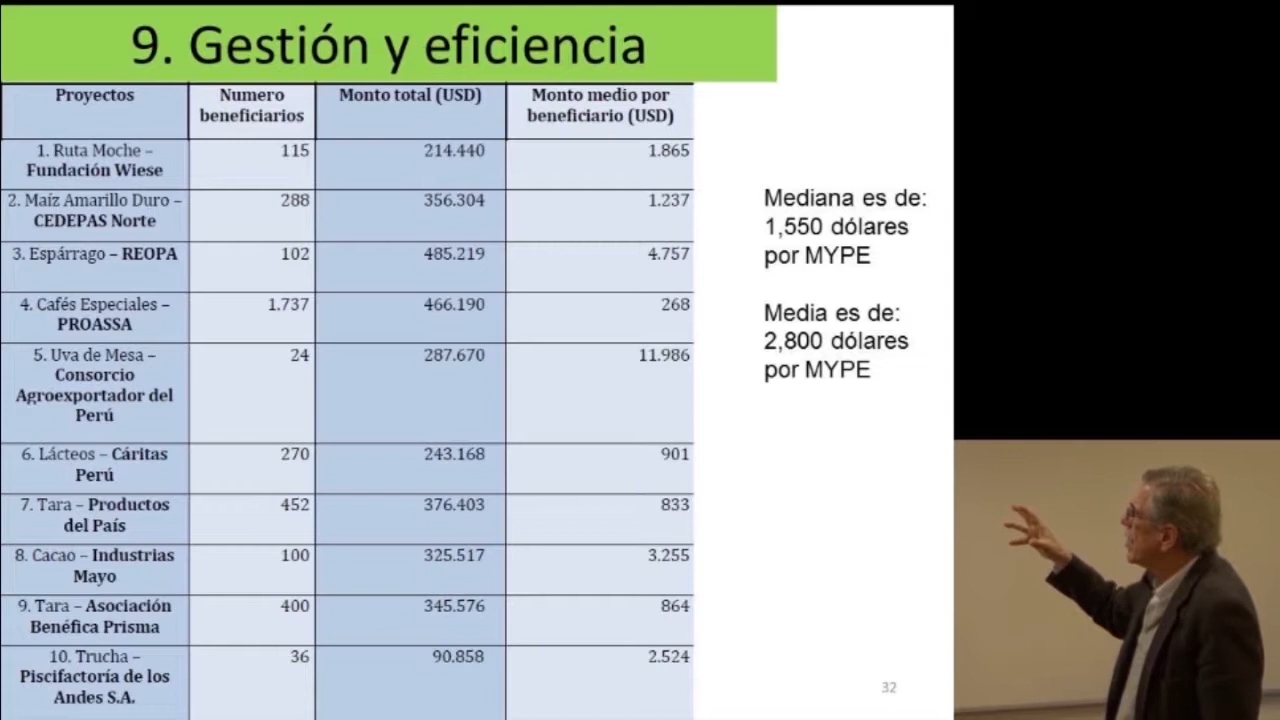 9. Gestión y eficiencia
Proyectos
Numero
beneficiarios
Monto total (USD)
Monto medio por
beneficiario (USD)
1. Ruta Moche –
Fundación Wiese
115
214.440
1.865
2. Maíz Amarillo Duro –
CEDEPAS Norte
288
356.304
1.237
3. Espárrago – REOPA
102
485.219
4.757
4. Cafés Especiales –
PROASSA
1.737
466.190
268
5. Uva de Mesa –
Consorcio
Agroexportador del
Perú
24
287.670
11.986
6. Lácteos – Cáritas
Perú
270
243.168
901
7. Tara – Productos
del País
452
376.403
833
8. Cacao – Industrias
Mayo
100
325.517
3.255
9. Tara – Asociación
Benéfica Prisma
400
345.576
864
10. Trucha –
Piscifactoría de los
Andes S.A.
36
90.858
2.524
Mediana es de:
1,550 dólares
por MYPE
Media es de:
2,800 dólares
por MYPE
32